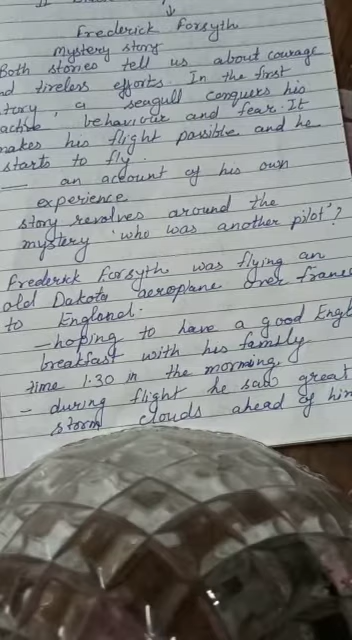 Frederick Forsyth
mystery story
Both stories tell us about courage
nd tireless efforts. In the first
tory, a seagull conquers his
behaviour and fear. It
makes his flight possible and he
starts to fly.
— an account of his own
experience
story revolves around the
mystery 'who was another pilot'?
Frederick Forsyth was flying an
old Dakota aeroplane over france
to England.
— hoping to have a good Engl
breakfast with his family
time 1:30 in the morning,
- during flight he saw great
storm clouds ahead of him